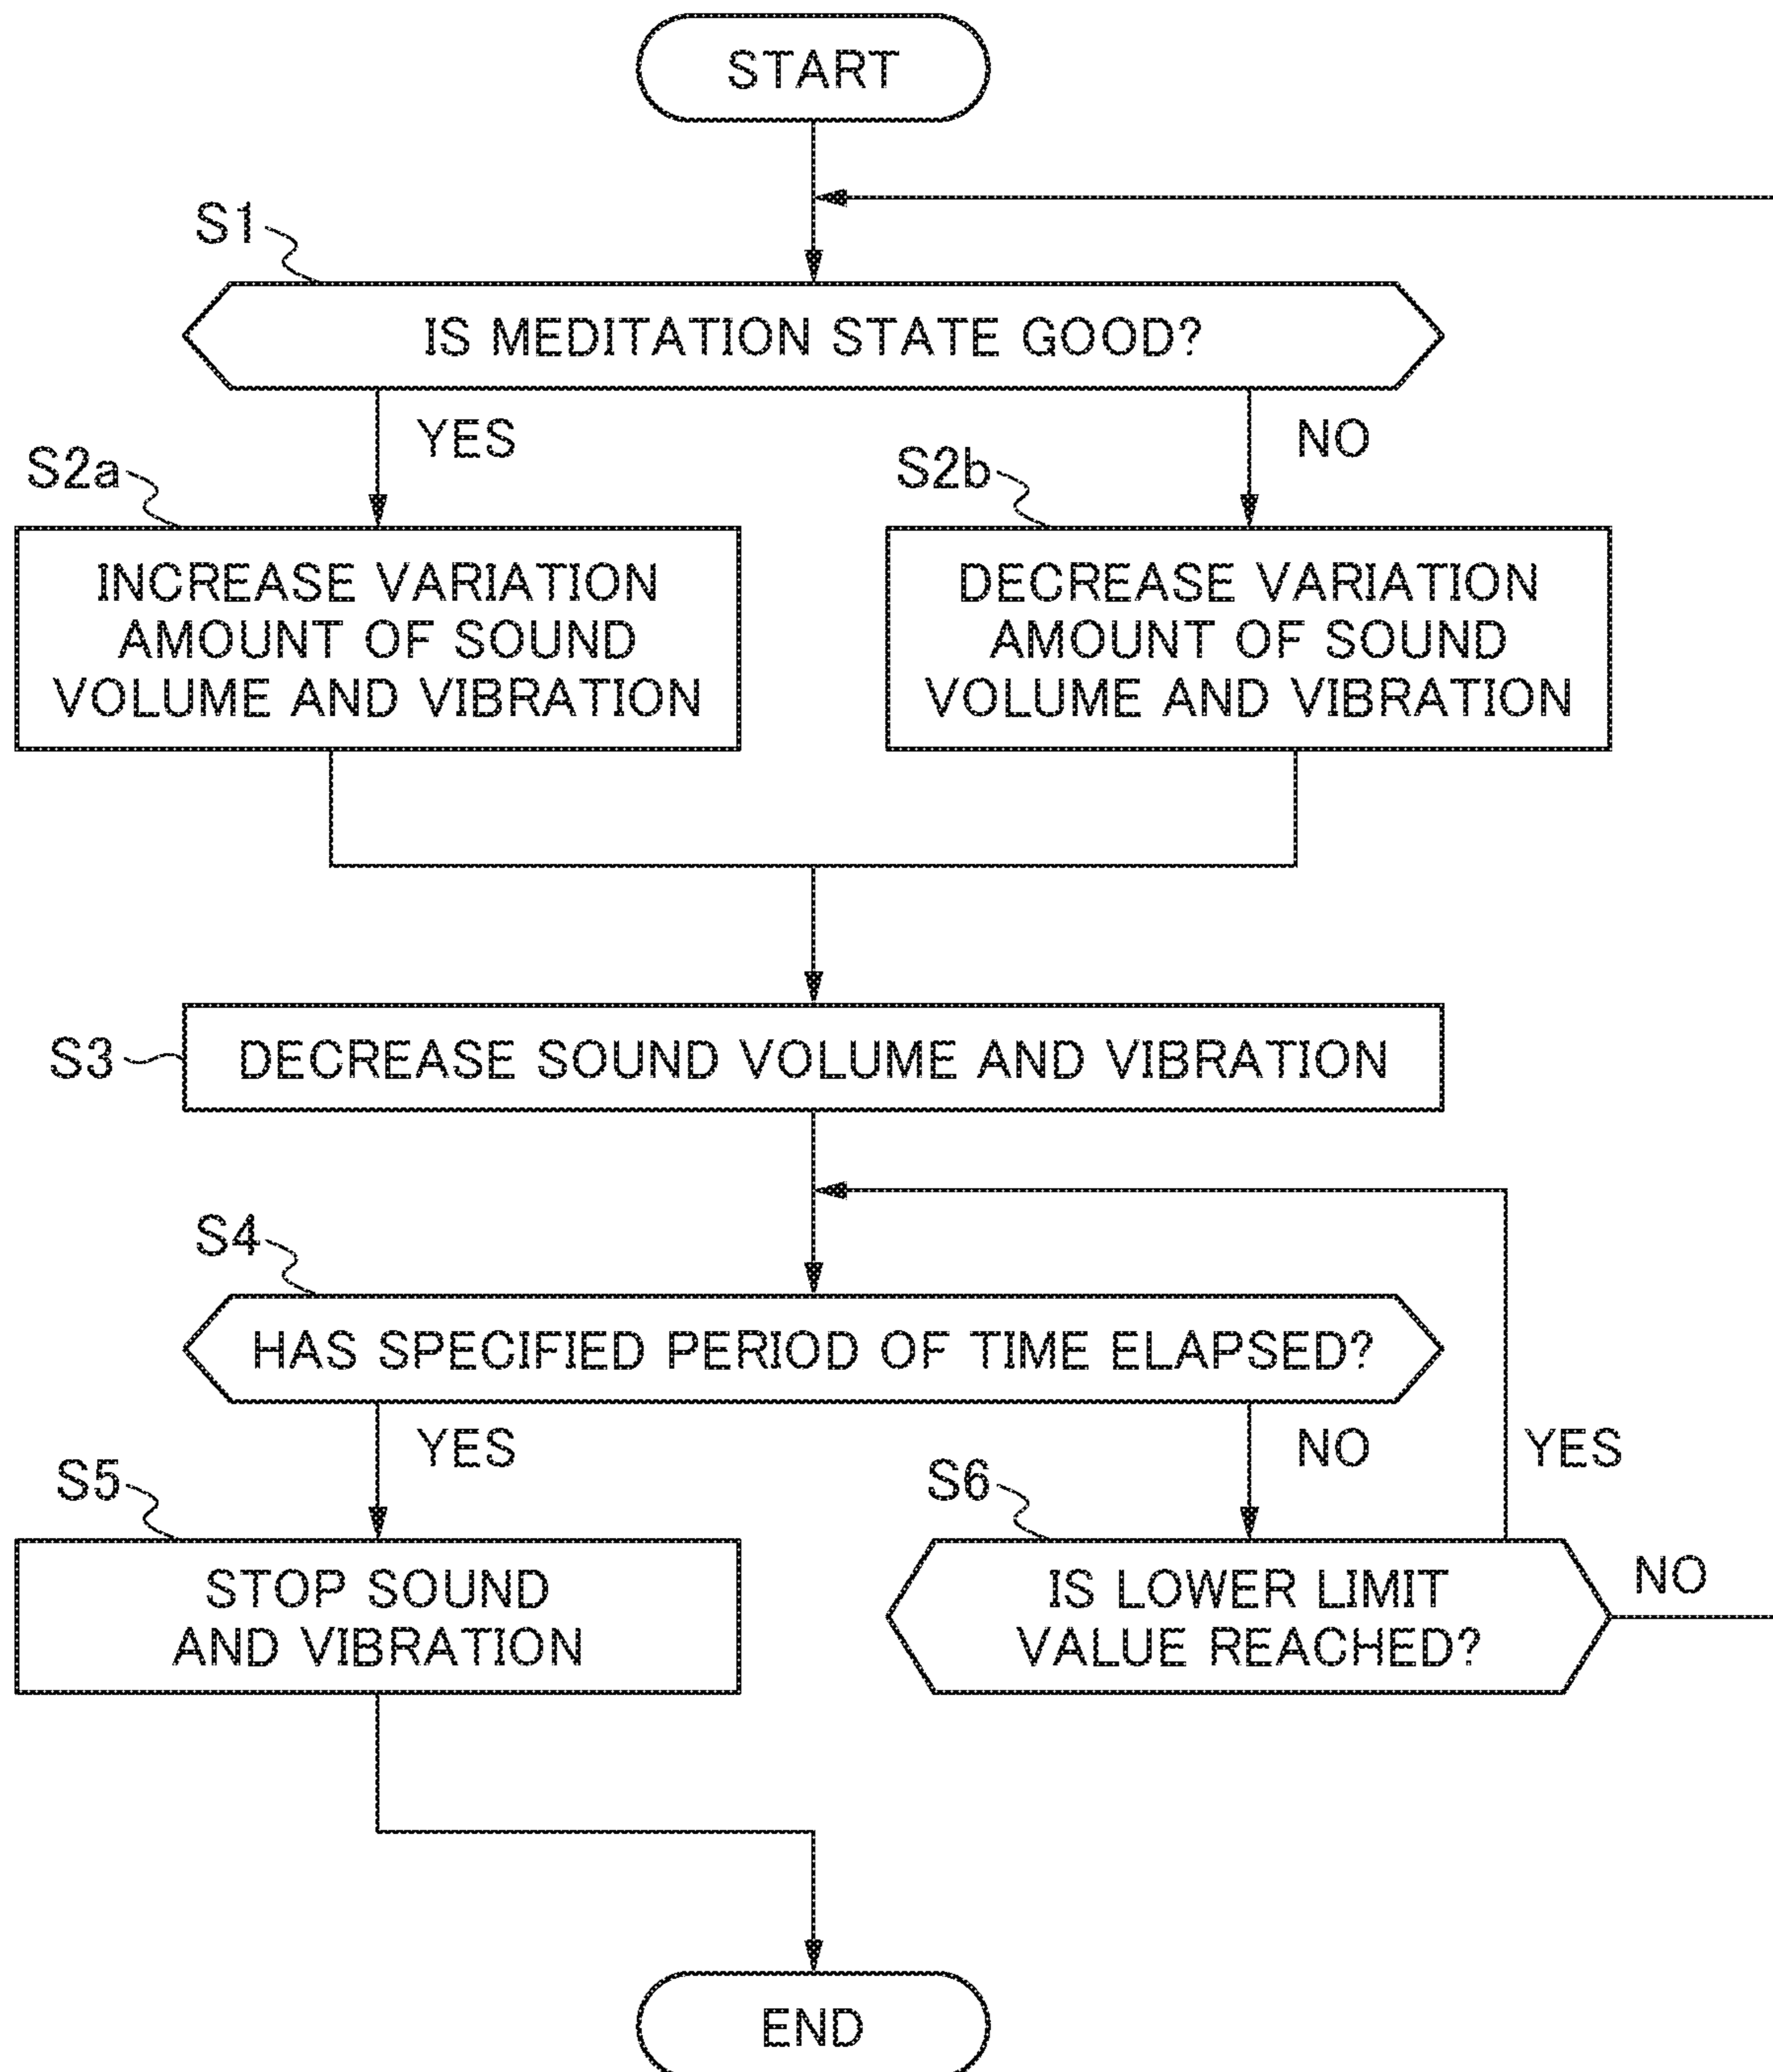 START
S1
IS MEDITATION STATE GOOD?
YES
NO
S2a
S2b
INCREASE VARIATION
AMOUNT OF SOUND
VOLUME AND VIBRATION
DECREASE VARIATION
AMOUNT OF SOUND
VOLUME AND VIBRATION
S3
DECREASE SOUND VOLUME AND VIBRATION
S4
HAS SPECIFIED PERIOD OF TIME ELAPSED?
YES
NO
YES
S5
S6
STOP SOUND
AND VIBRATION
IS LOWER LIMIT
VALUE REACHED?
NO
END